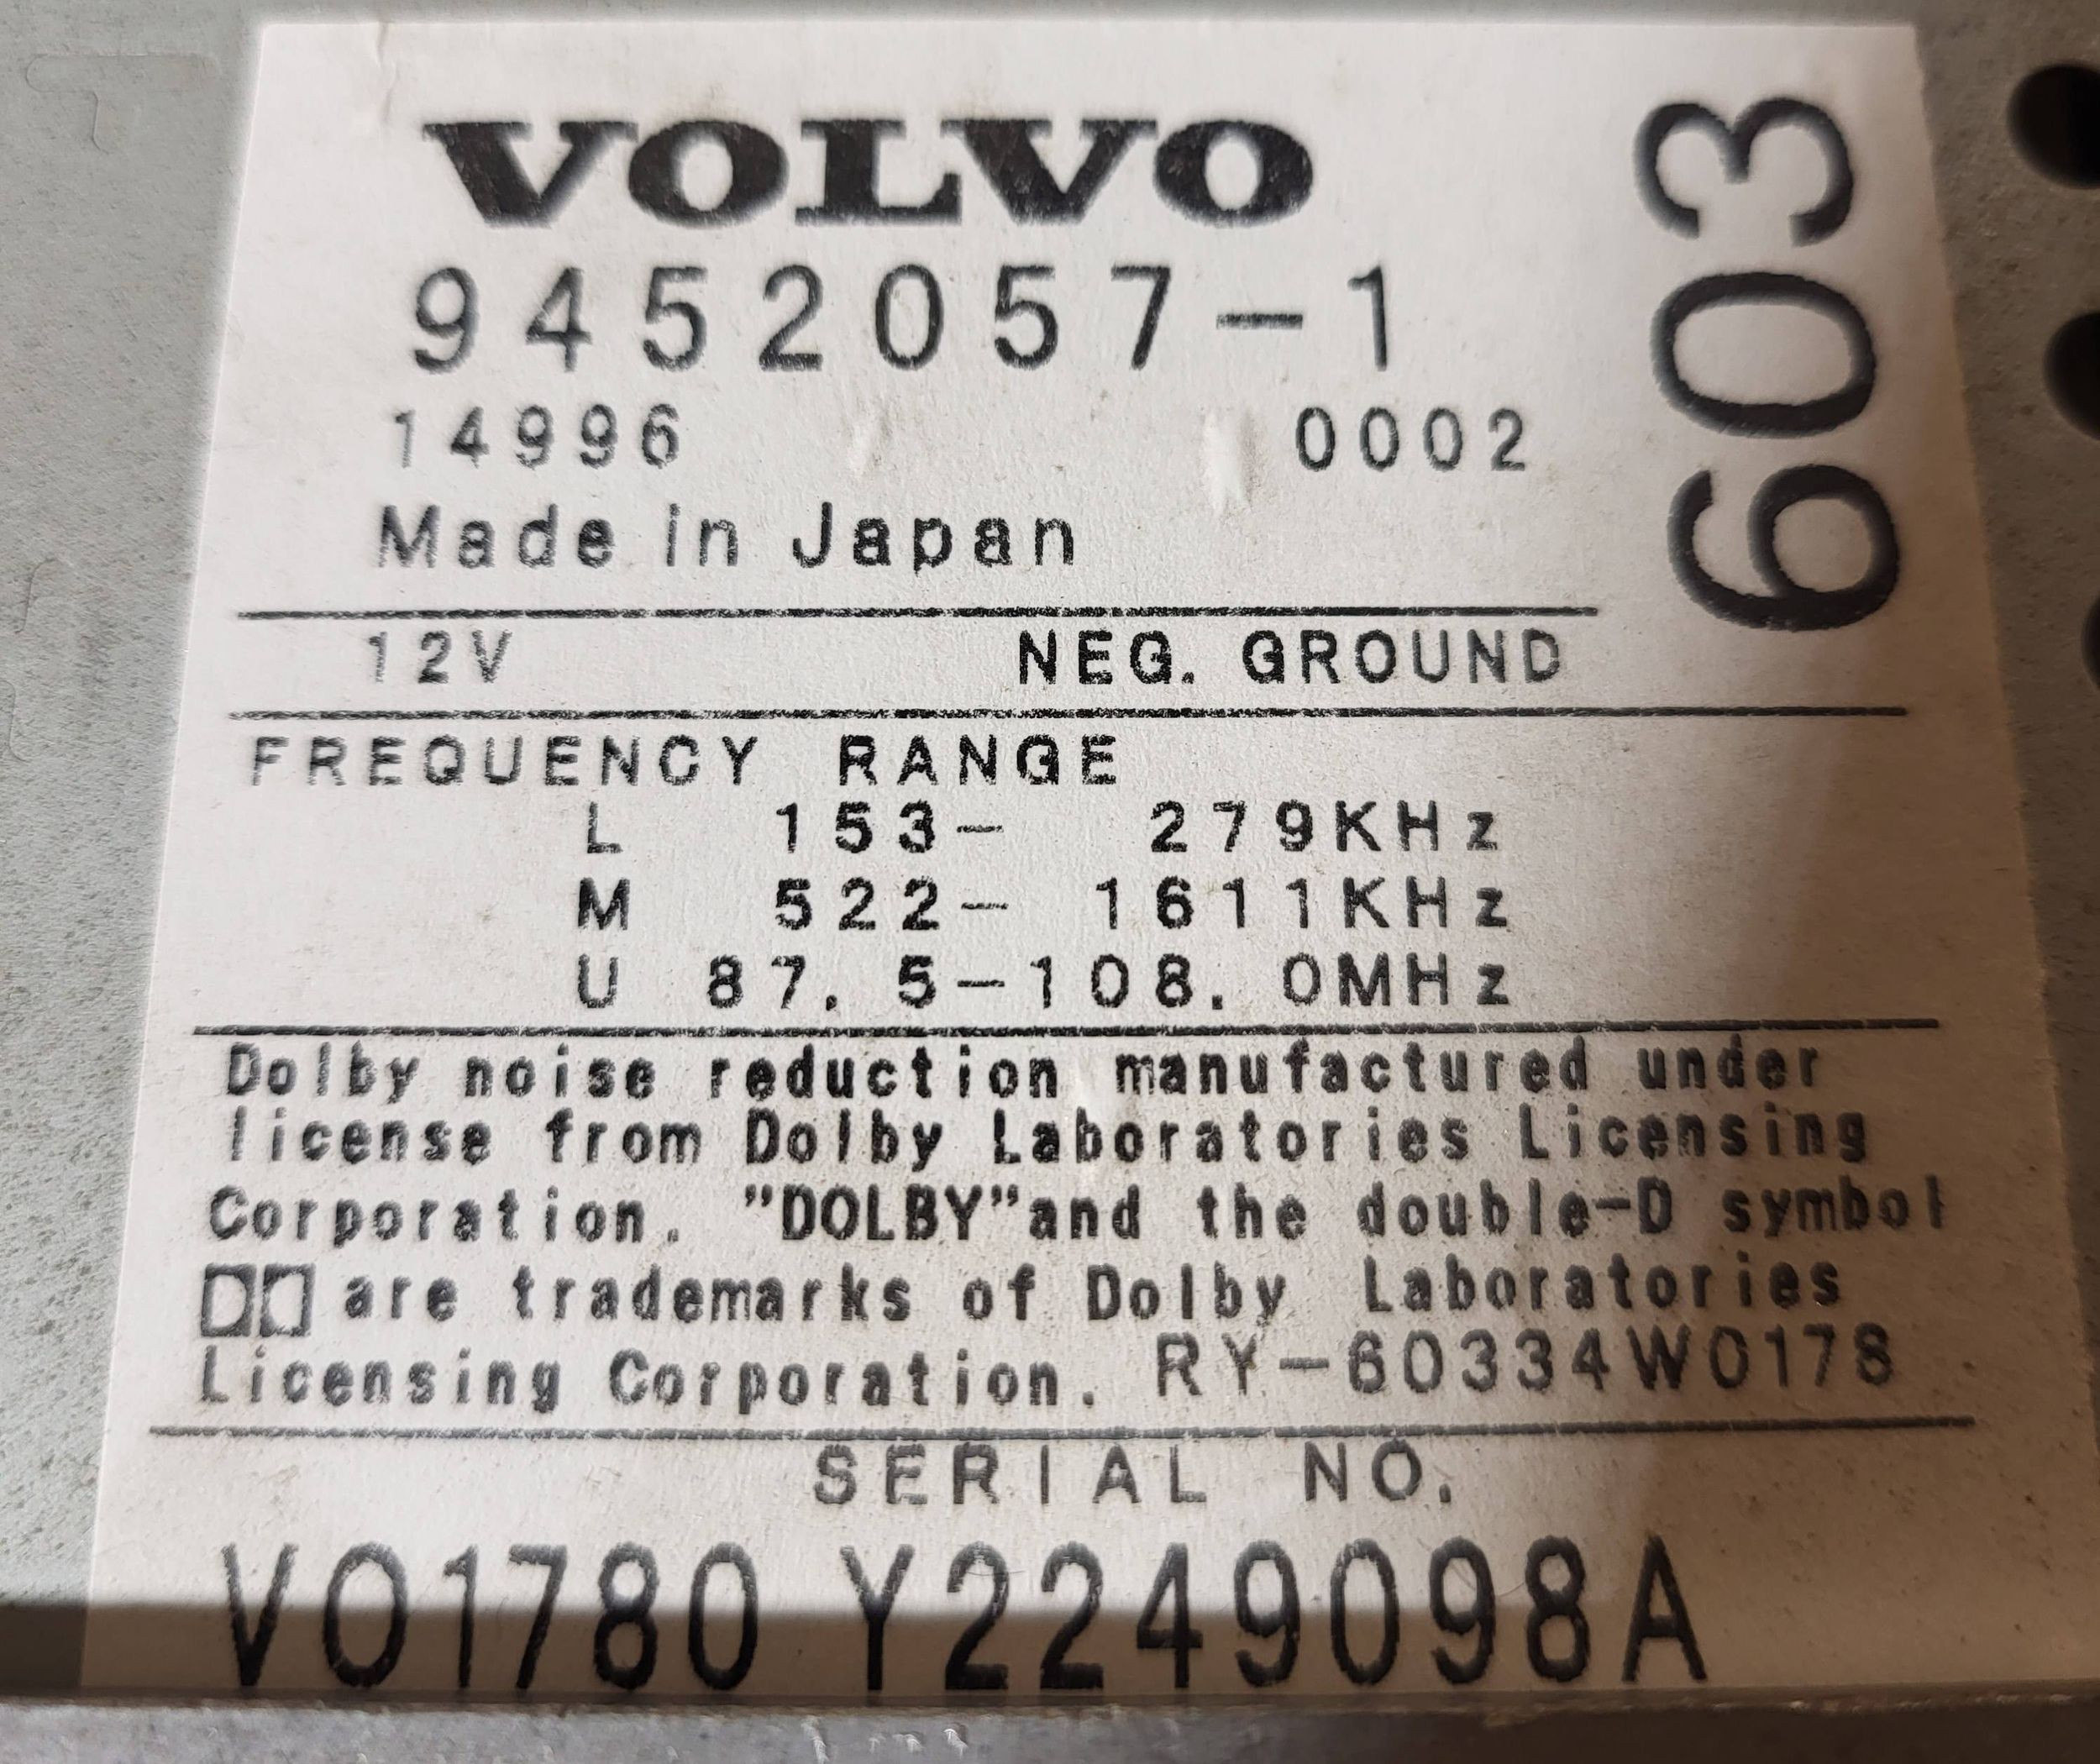 VOLVO
9452057-1
14996 0002
Made in Japan
603
12V NEG. GROUND
FREQUENCY RANGE
L 153- 279KHz
M 522- 1611KHz
U 87.5-108.0MHz
Dolby noise reduction manufactured under
license from Dolby Laboratories Licensing
Corporation. "DOLBY"and the double-D symbol
are trademarks of Dolby Laboratories
Licensing Corporation. RY-60334W0178
SERIAL NO.
VO1780 Y2249098A